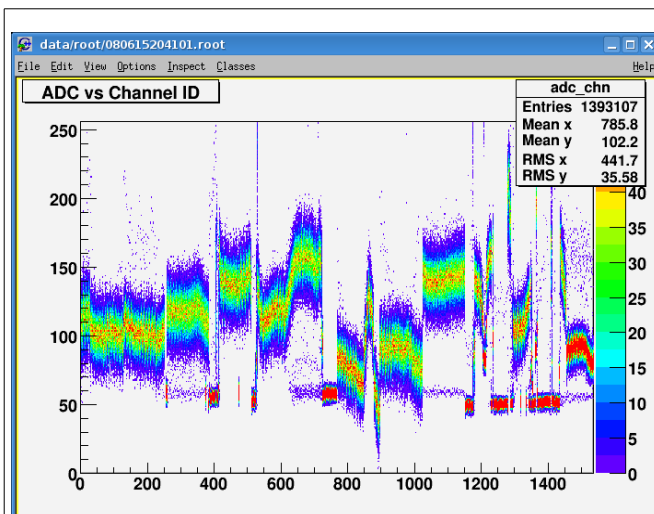 data/root/080615204101.root
File Edit View Options Inspect Classes Help
ADC vs Channel ID
adc_chn
Entries 1393107
Mean x 785.8
Mean y 102.2
RMS x 441.7
RMS y 35.58
250
200
150
100
50
0
0 200 400 600 800 1000 1200 1400
40
35
30
25
20
15
10
5
0